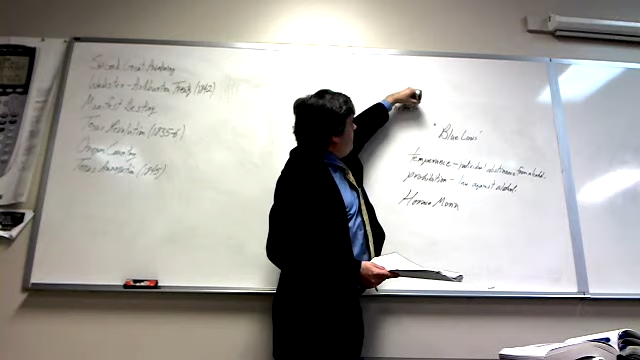 Second Great Awakening
Webster-Ashburton Treaty (1842)
Manifest Destiny
Texas Revolution (1835-6)
Oregon Country
Texas Annexation (1845)
"Blue Laws"
temperance - individual abstinence from alcohol.
prohibition - law against alcohol.
Horace Mann